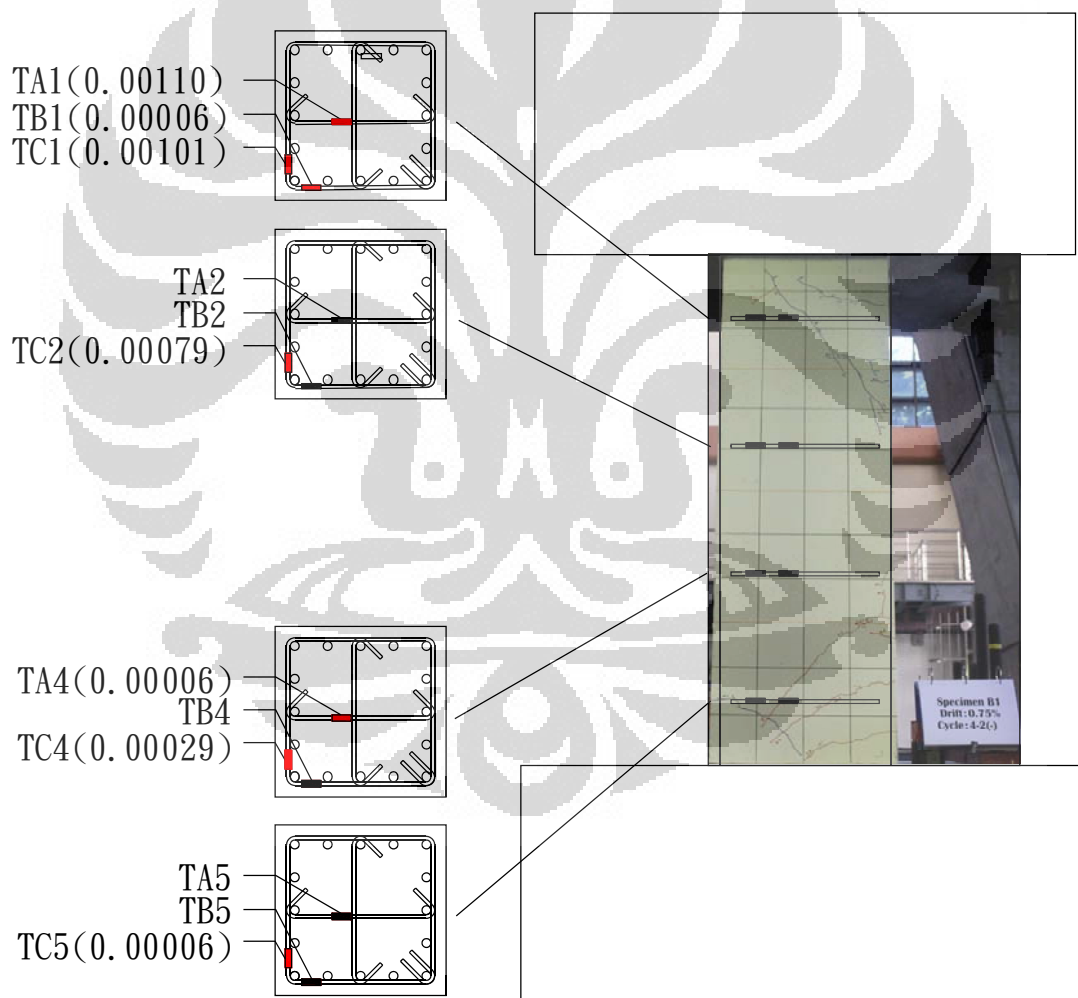 TA1(0.00110)
TB1(0.00006)
TC1(0.00101)
TA2
TB2
TC2(0.00079)
TA4(0.00006)
TB4
TC4(0.00029)
TA5
TB5
TC5(0.00006)
Specimen B1
Drift:0.75%
Cycle:4-2(-)